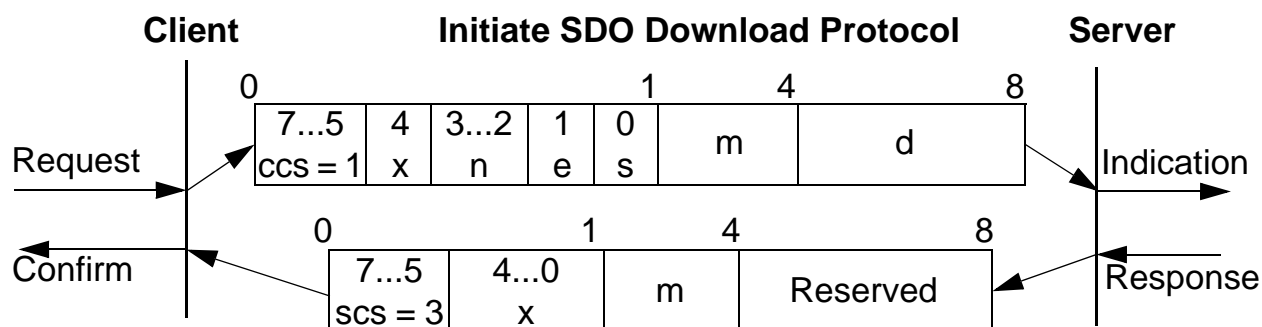 Client Initiate SDO Download Protocol Server
0 1 4 8
7...5 4 3...2 1 0
ccs = 1 x n e s m d
Request
Indication
0 1 4 8
Confirm
Response
7...5 4...0
scs = 3 x m Reserved